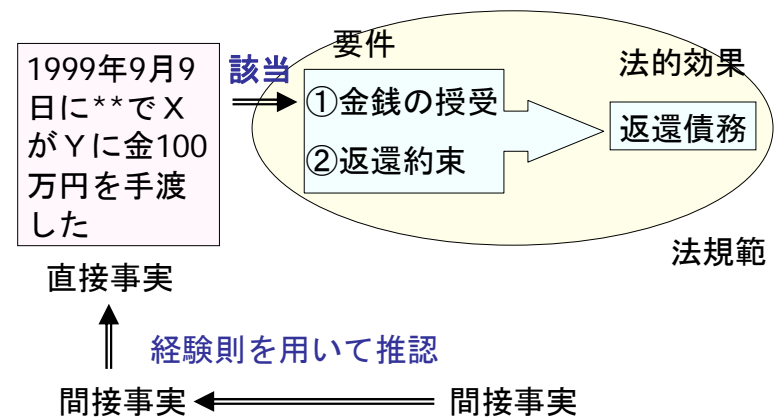 1999年9月9
日に**でX
がYに金100
万円を手渡
した
該当
要件
①金銭の授受
②返還約束
法的効果
返還債務
法規範
直接事実
経験則を用いて推認
間接事実
間接事実